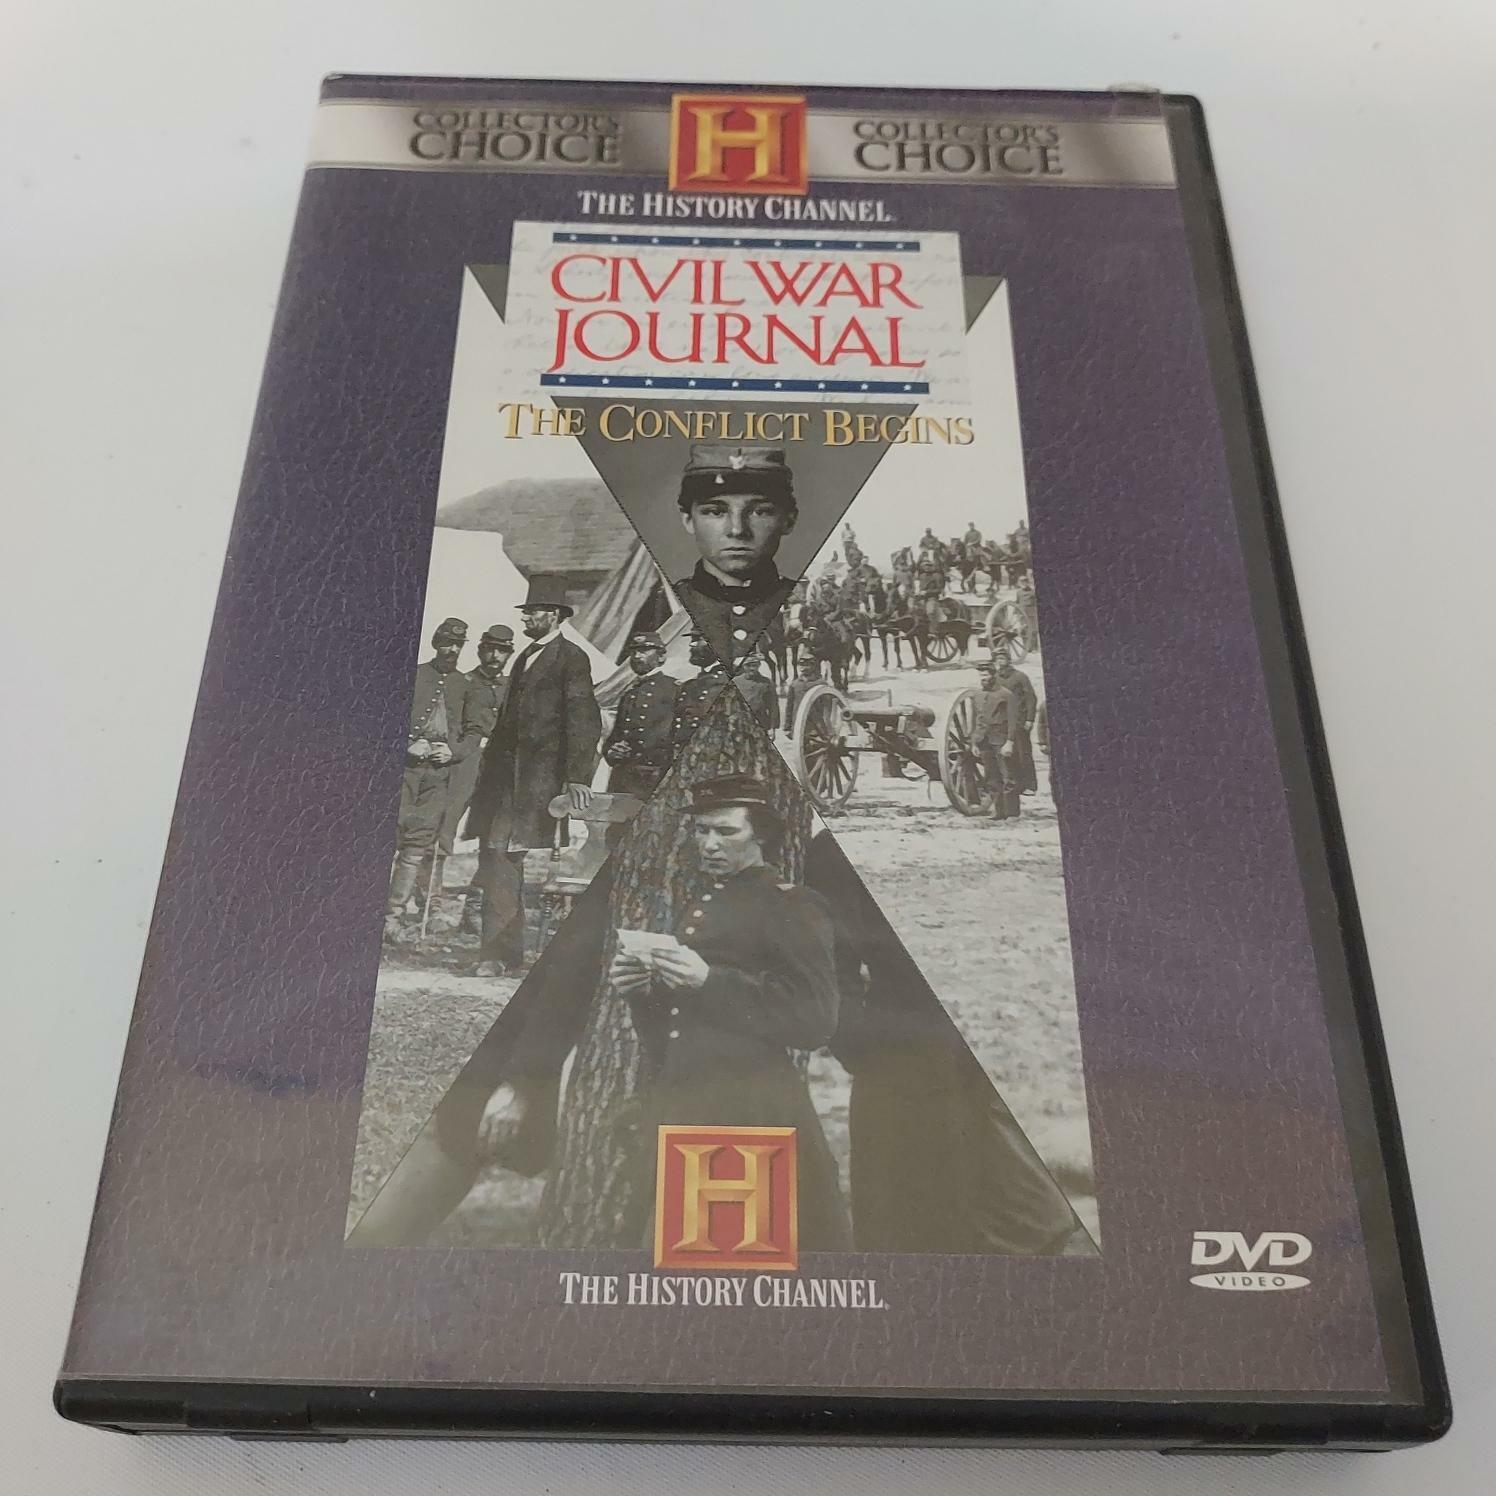 COLLECTOR'S CHOICE
H
COLLECTOR'S CHOICE
THE HISTORY CHANNEL
CIVIL WAR
JOURNAL
THE CONFLICT BEGINS
H
THE HISTORY CHANNEL
DVD
VIDEO